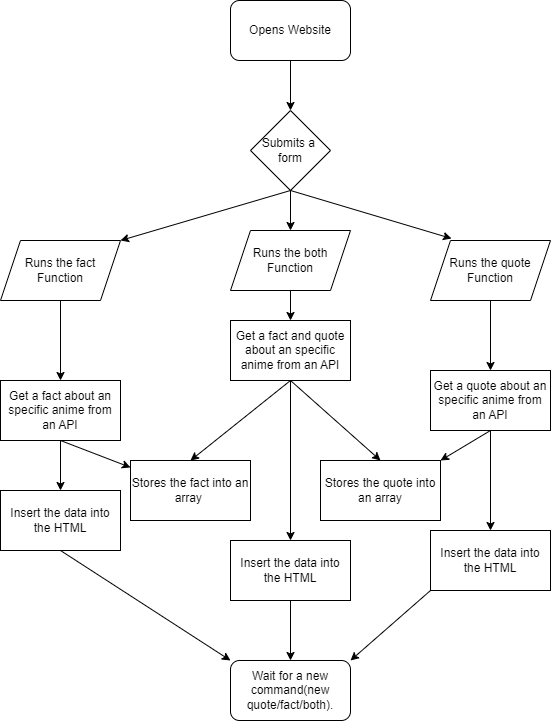 Opens Website
Submits a
form
Runs the fact
Function
Runs the both
Function
Runs the quote
Function
Get a fact and quote
about an specific
anime from an API
Get a fact about an
specific anime from
an API
Get a quote about an
specific anime from
an API
Stores the fact into an
array
Stores the quote into
an array
Insert the data into
the HTML
Insert the data into
the HTML
Insert the data into
the HTML
Wait for a new
command(new
quote/fact/both).